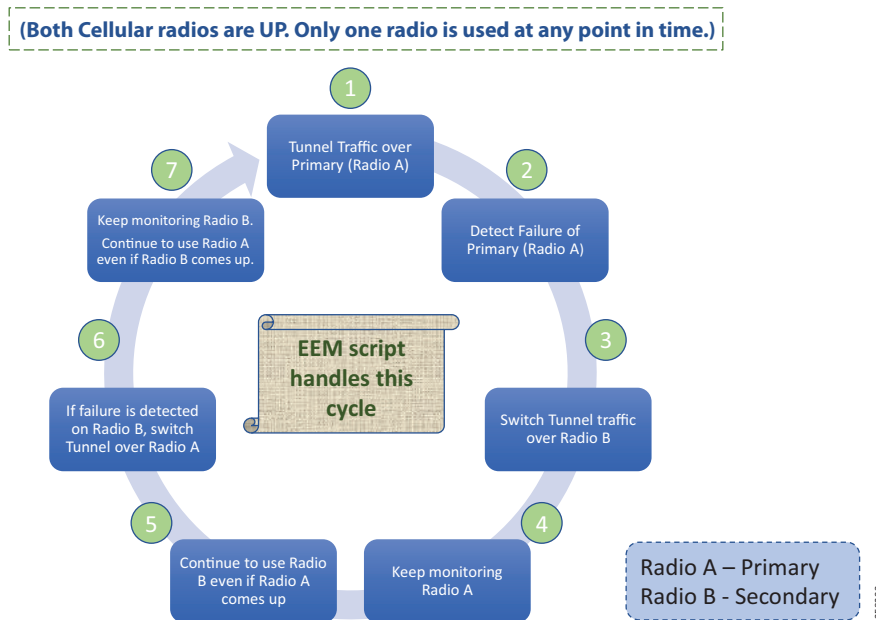 (Both Cellular radios are UP. Only one radio is used at any point in time.)
1
Tunnel Traffic over
Primary (Radio A)
2
Detect Failure of
Primary (Radio A)
3
Switch Tunnel traffic
over Radio B
4
Keep monitoring
Radio A
5
Continue to use Radio
B even if Radio A
comes up
6
If failure is detected
on Radio B, switch
Tunnel over Radio A
7
Keep monitoring Radio B.
Continue to use Radio A
even if Radio B comes up.
EEM script
handles this
cycle
Radio A – Primary
Radio B - Secondary